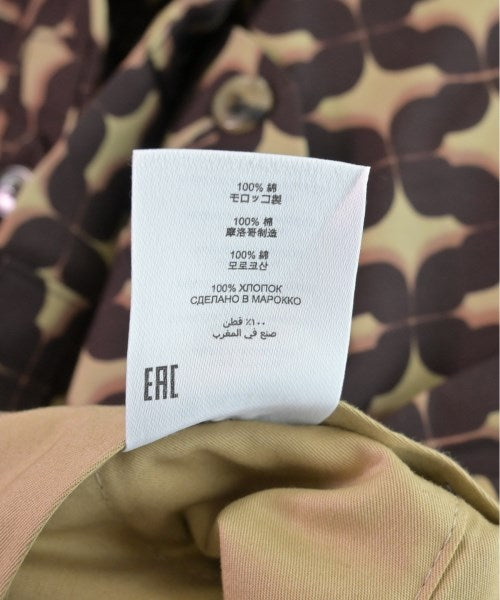 100% 綿
モロッコ製
100% 棉
摩洛哥制造
100% 綿
모로코산
100% ХЛОПОК
СДЕЛАНО В МАРОККО
٪١٠٠ قطن
صنع في المغرب
EAC